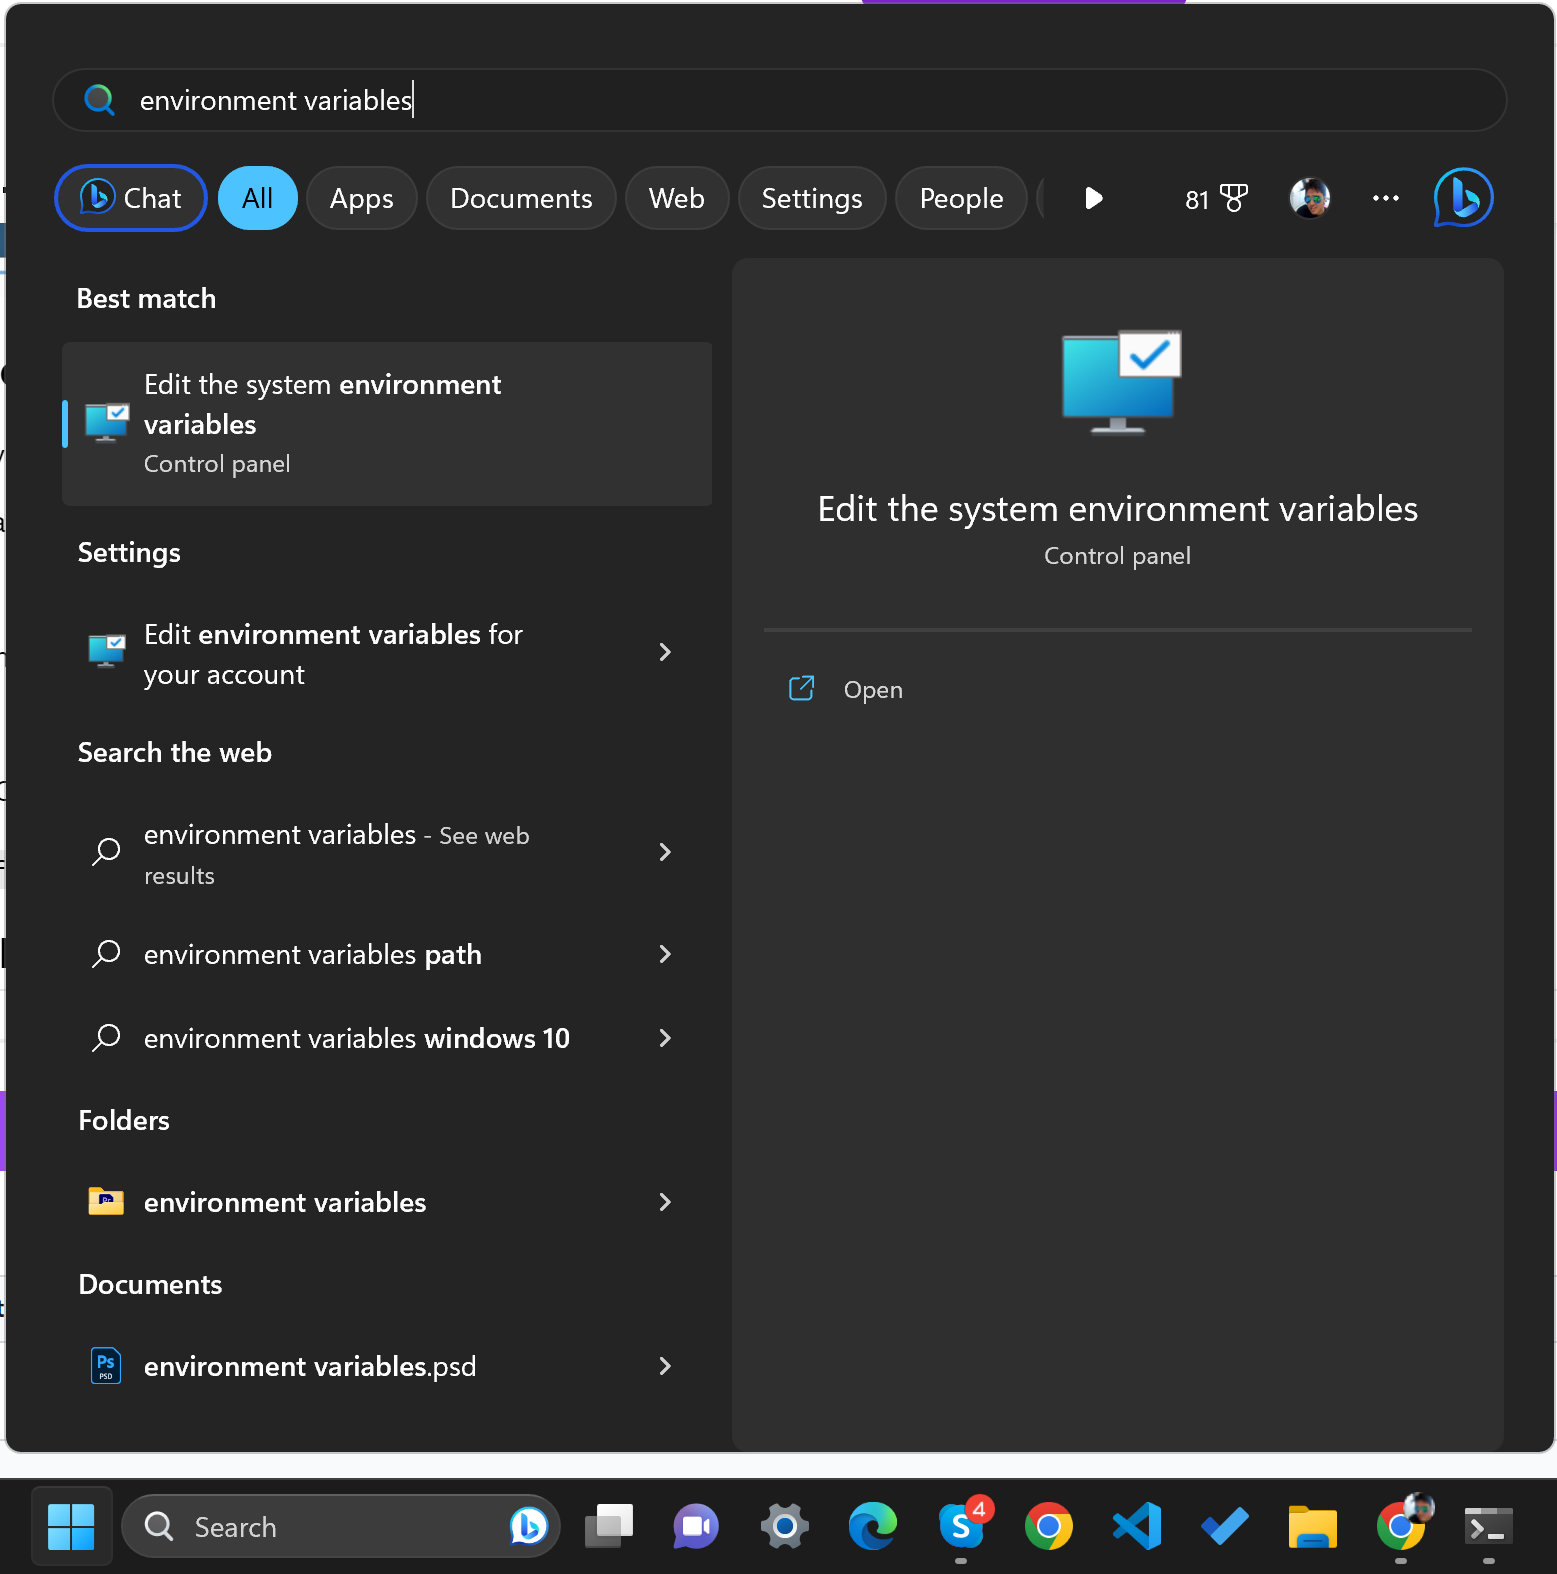 environment variables
Chat
All
Apps
Documents
Web
Settings
People
81
Best match
Edit the system environment
variables
Control panel
Settings
Edit environment variables for
your account
Search the web
environment variables - See web
results
environment variables path
environment variables windows 10
Folders
environment variables
Documents
environment variables.psd
Edit the system environment variables
Control panel
Open
Search
4